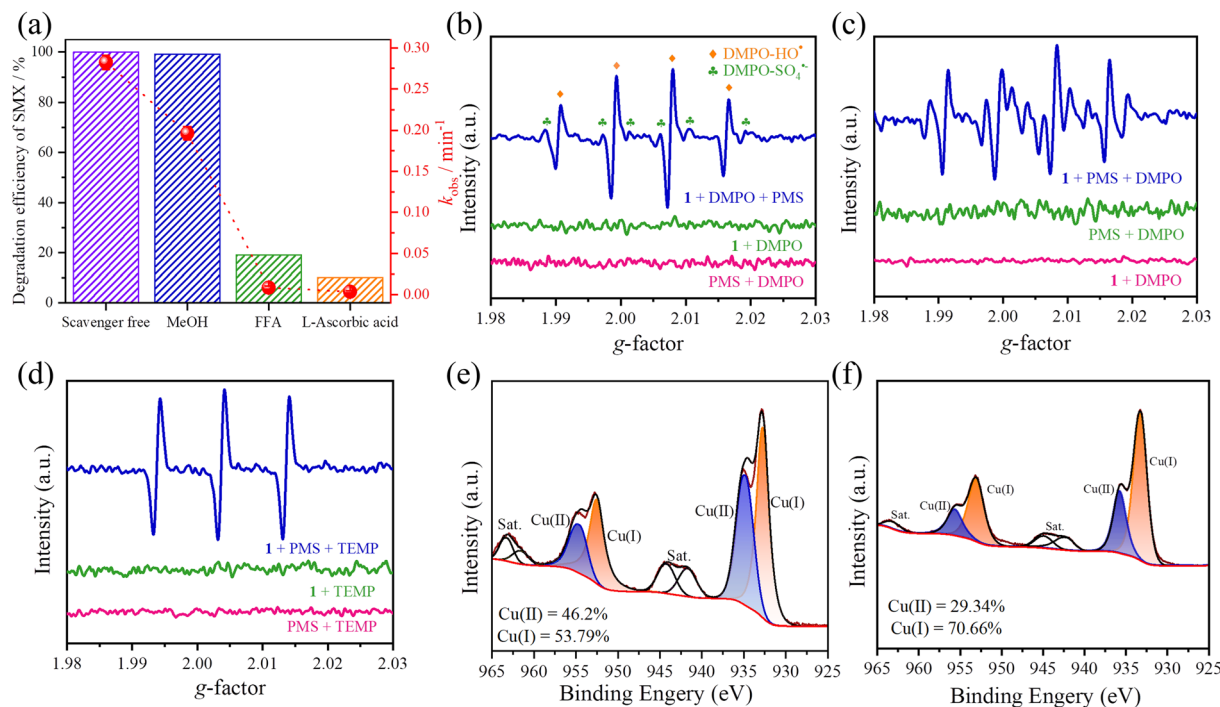 (a)
Degradation efficiency of SMX / %
100
80
60
40
20
0
0.30
0.25
0.20
0.15
0.10
0.05
0.00
k_obs / min⁻¹
Scavenger free
MeOH
FFA
L-Ascorbic acid
(b)
Intensity (a.u.)
DMPO-HO•
DMPO-SO₄•⁻
1 + DMPO + PMS
1 + DMPO
PMS + DMPO
1.98
1.99
2.00
2.01
2.02
2.03
g-factor
(c)
Intensity (a.u.)
1 + PMS + DMPO
PMS + DMPO
1 + DMPO
1.98
1.99
2.00
2.01
2.02
2.03
g-factor
(d)
Intensity (a.u.)
1 + PMS + TEMP
1 + TEMP
PMS + TEMP
1.98
1.99
2.00
2.01
2.02
2.03
g-factor
(e)
Intensity (a.u.)
Sat.
Cu(II)
Cu(I)
Sat.
Cu(II)
Cu(I)
Cu(II) = 46.2%
Cu(I) = 53.79%
965
960
955
950
945
940
935
930
925
Binding Engery (eV)
(f)
Intensity (a.u.)
Sat.
Cu(II)
Cu(I)
Sat.
Cu(II)
Cu(I)
Cu(II) = 29.34%
Cu(I) = 70.66%
965
960
955
950
945
940
935
930
925
Binding Engery (eV)